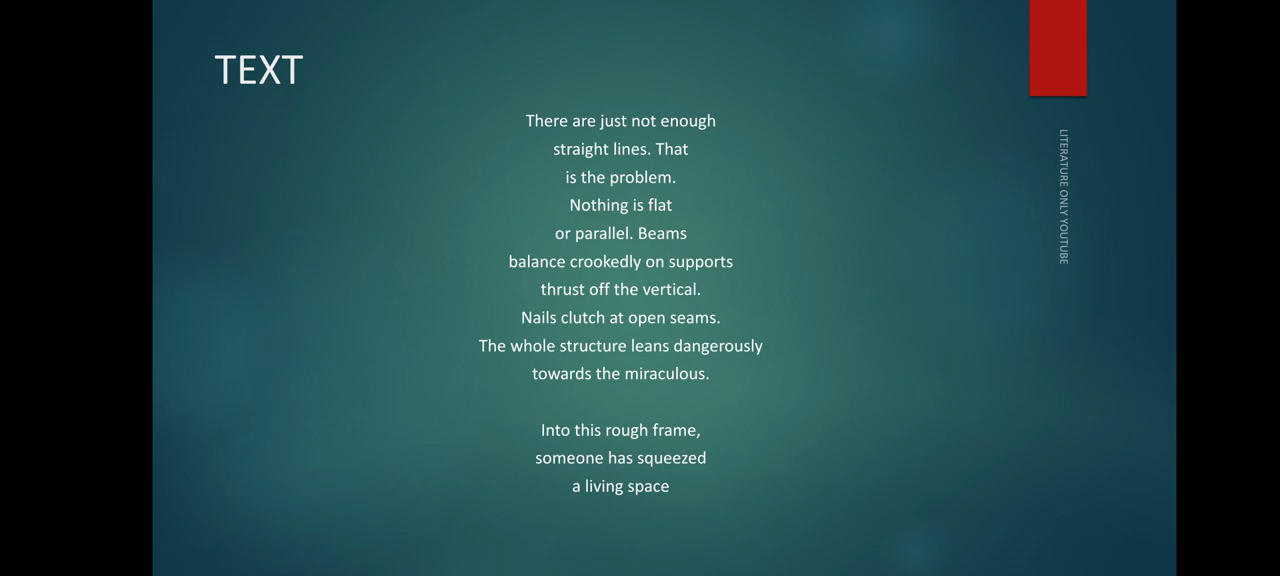 TEXT
There are just not enough
straight lines. That
is the problem.
Nothing is flat
or parallel. Beams
balance crookedly on supports
thrust off the vertical.
Nails clutch at open seams.
The whole structure leans dangerously
towards the miraculous.
Into this rough frame,
someone has squeezed
a living space
LITERATURE ONLY YOUTUBE